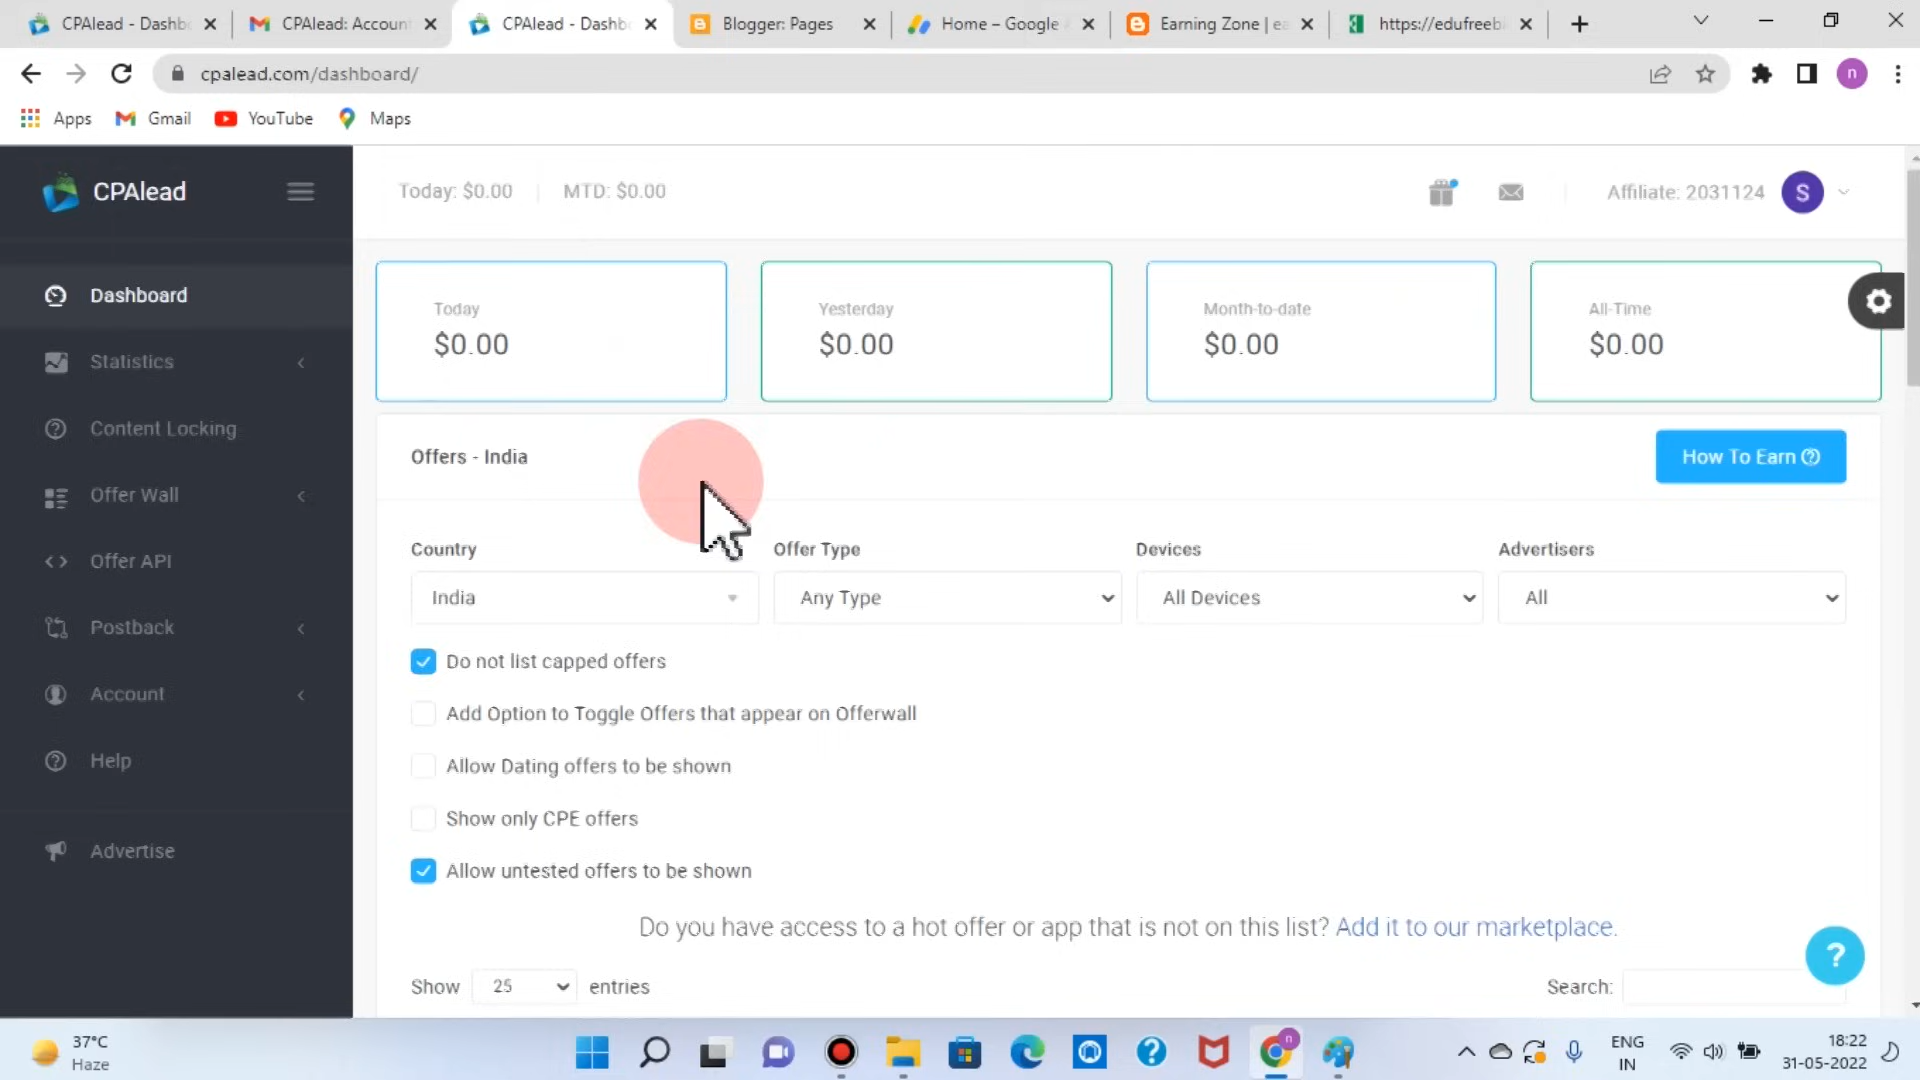 CPAlead - Dashb
CPAlead: Account
CPAlead - Dashb
Blogger: Pages
Home – Google
Earning Zone | ea
https://edufreebi
cpalead.com/dashboard/
n
Apps
Gmail
YouTube
Maps
CPAlead
Today: $0.00
MTD: $0.00
Affiliate: 2031124
S
Dashboard
Statistics
Content Locking
Offer Wall
Offer API
Postback
Account
Help
Advertise
Today
$0.00
Yesterday
$0.00
Month-to-date
$0.00
All-Time
$0.00
Offers - India
How To Earn
Country
Offer Type
Devices
Advertisers
India
Any Type
All Devices
All
Do not list capped offers
Add Option to Toggle Offers that appear on Offerwall
Allow Dating offers to be shown
Show only CPE offers
Allow untested offers to be shown
Do you have access to a hot offer or app that is not on this list? Add it to our marketplace.
Show 25 entries
Search:
?
37°C
Haze
n
ENG
IN
18:22
31-05-2022